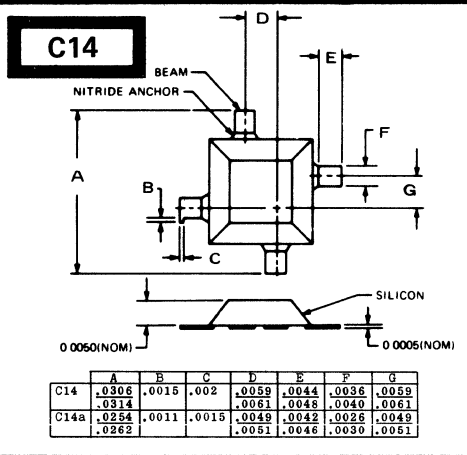 C14
D
E
BEAM
NITRIDE ANCHOR
F
A
G
B
C
SILICON
0 0050(NOM)
0 0005(NOM)
A B C D E F G
C14 .0306 .0015 .002 .0059 .0044 .0036 .0059
.0314 .0061 .0048 .0040 .0061
C14a .0254 .0011 .0015 .0049 .0042 .0026 .0049
.0262 .0051 .0046 .0030 .0051